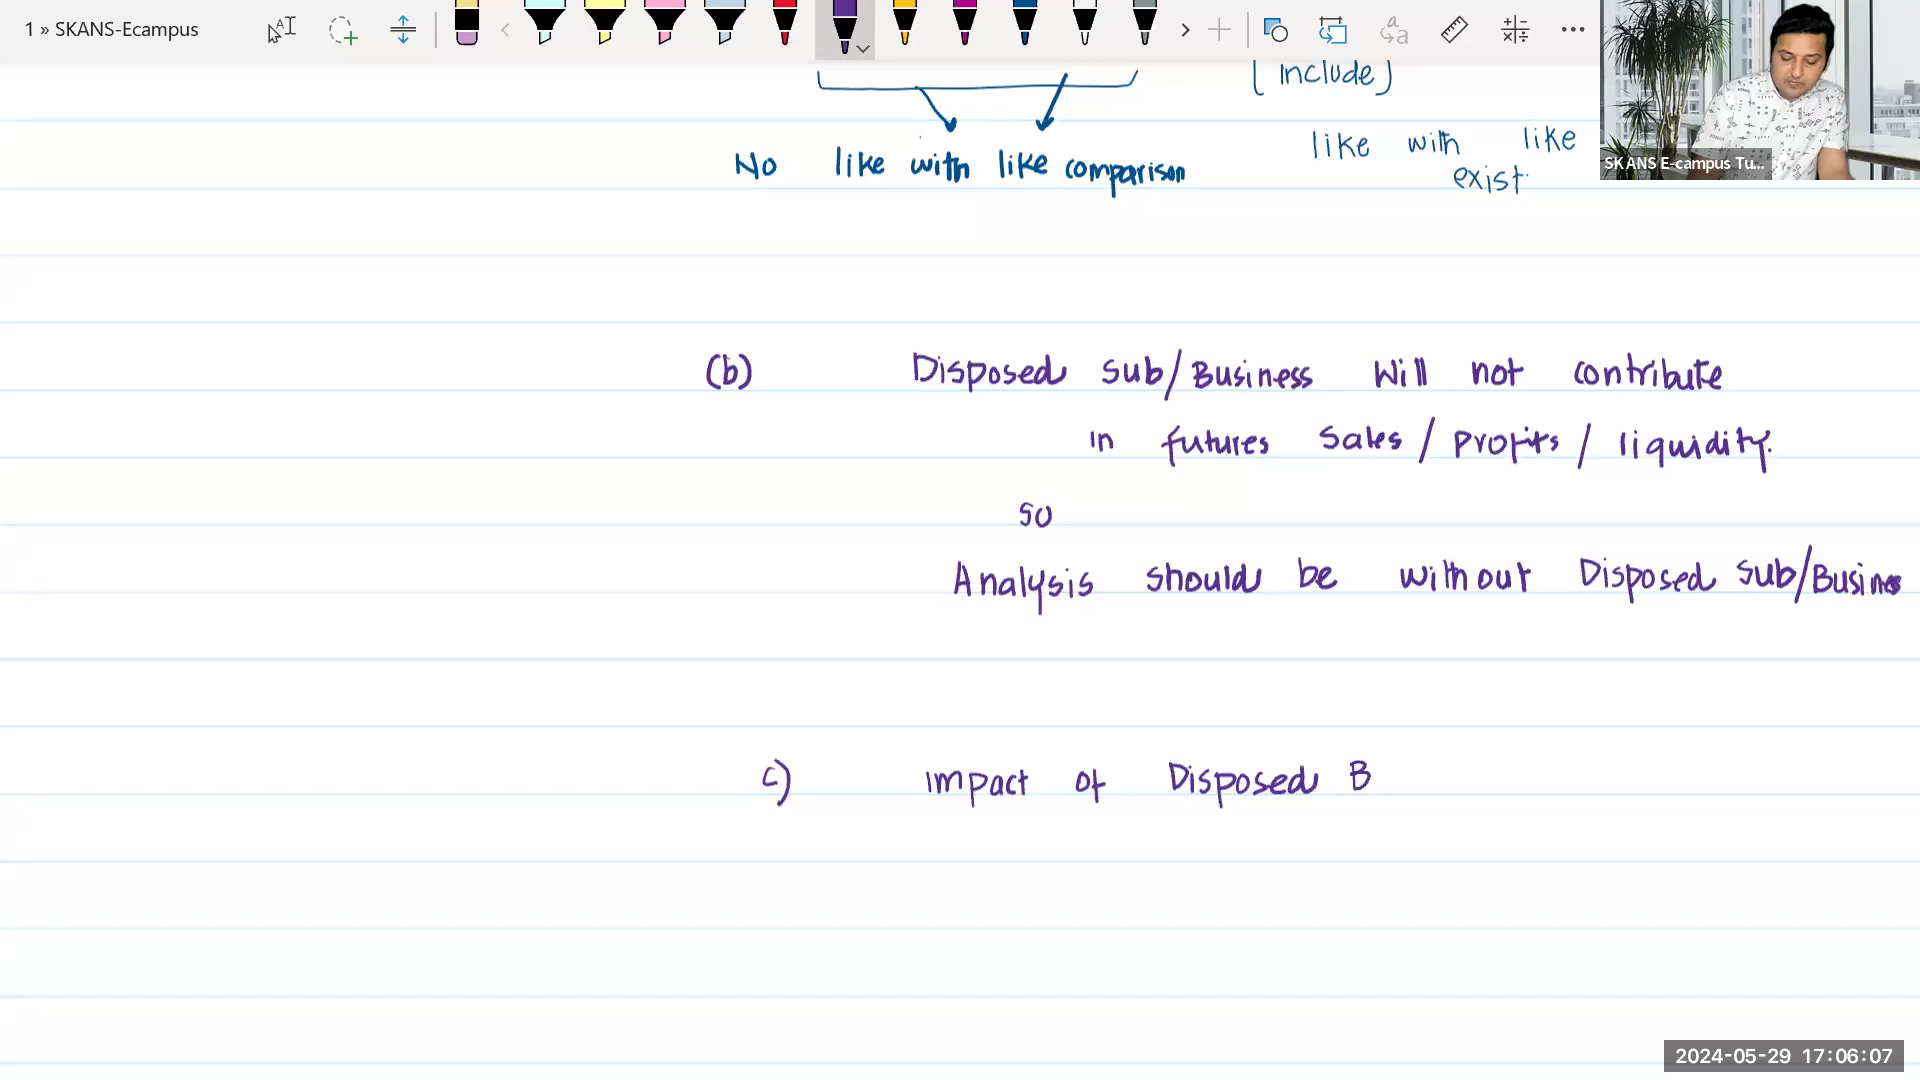 1 » SKANS-Ecampus
[include]
No like with like comparison
like with like
exist.
SKANS E-campus Tu...
(b) Disposed sub/Business will not contribute
in futures sales/profits/liquidity.
so
Analysis should be without Disposed sub/Business
c) impact of Disposed B
2024-05-29 17:06:07